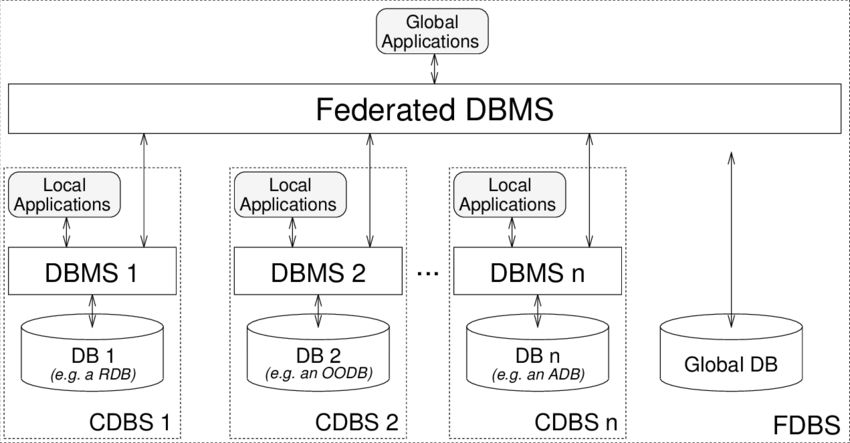 Global
Applications
Federated DBMS
Local
Applications
Local
Applications
Local
Applications
DBMS 1
DBMS 2
...
DBMS n
DB 1
(e.g. a RDB)
DB 2
(e.g. an OODB)
DB n
(e.g. an ADB)
Global DB
CDBS 1
CDBS 2
CDBS n
FDBS